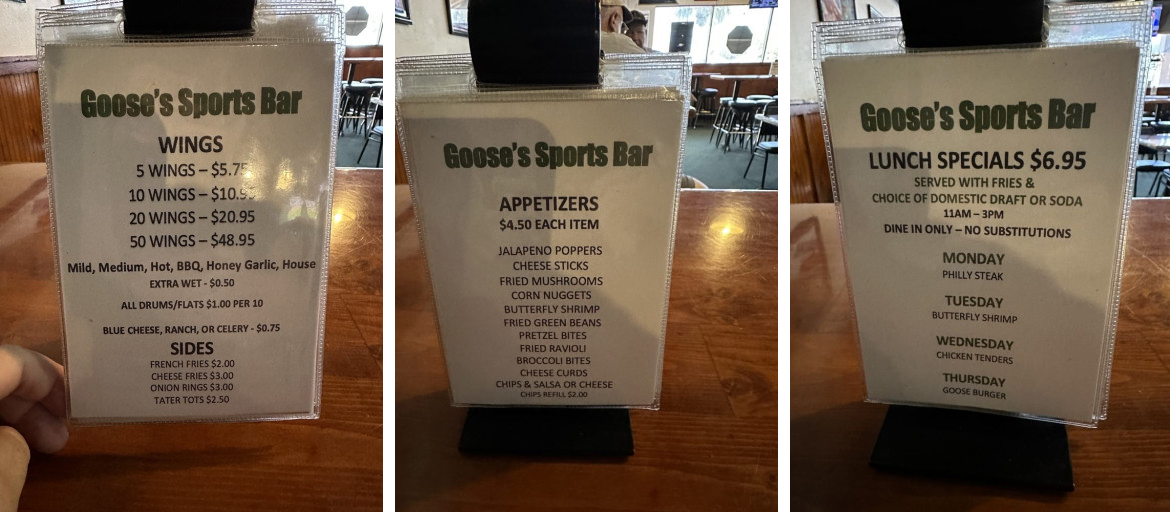 Goose's Sports Bar
WINGS
5 WINGS – $5.75
10 WINGS – $10.95
20 WINGS – $20.95
50 WINGS – $48.95
Mild, Medium, Hot, BBQ, Honey Garlic, House
EXTRA WET - $0.50
ALL DRUMS/FLATS $1.00 PER 10
BLUE CHEESE, RANCH, OR CELERY - $0.75
SIDES
FRENCH FRIES $2.00
CHEESE FRIES $3.00
ONION RINGS $3.00
TATER TOTS $2.50
Goose's Sports Bar
APPETIZERS
$4.50 EACH ITEM
JALAPENO POPPERS
CHEESE STICKS
FRIED MUSHROOMS
CORN NUGGETS
BUTTERFLY SHRIMP
FRIED GREEN BEANS
PRETZEL BITES
FRIED RAVIOLI
BROCCOLI BITES
CHEESE CURDS
CHIPS & SALSA OR CHEESE
CHIPS REFILL $2.00
Goose's Sports Bar
LUNCH SPECIALS $6.95
SERVED WITH FRIES &
CHOICE OF DOMESTIC DRAFT OR SODA
11AM – 3PM
DINE IN ONLY – NO SUBSTITUTIONS
MONDAY
PHILLY STEAK
TUESDAY
BUTTERFLY SHRIMP
WEDNESDAY
CHICKEN TENDERS
THURSDAY
GOOSE BURGER